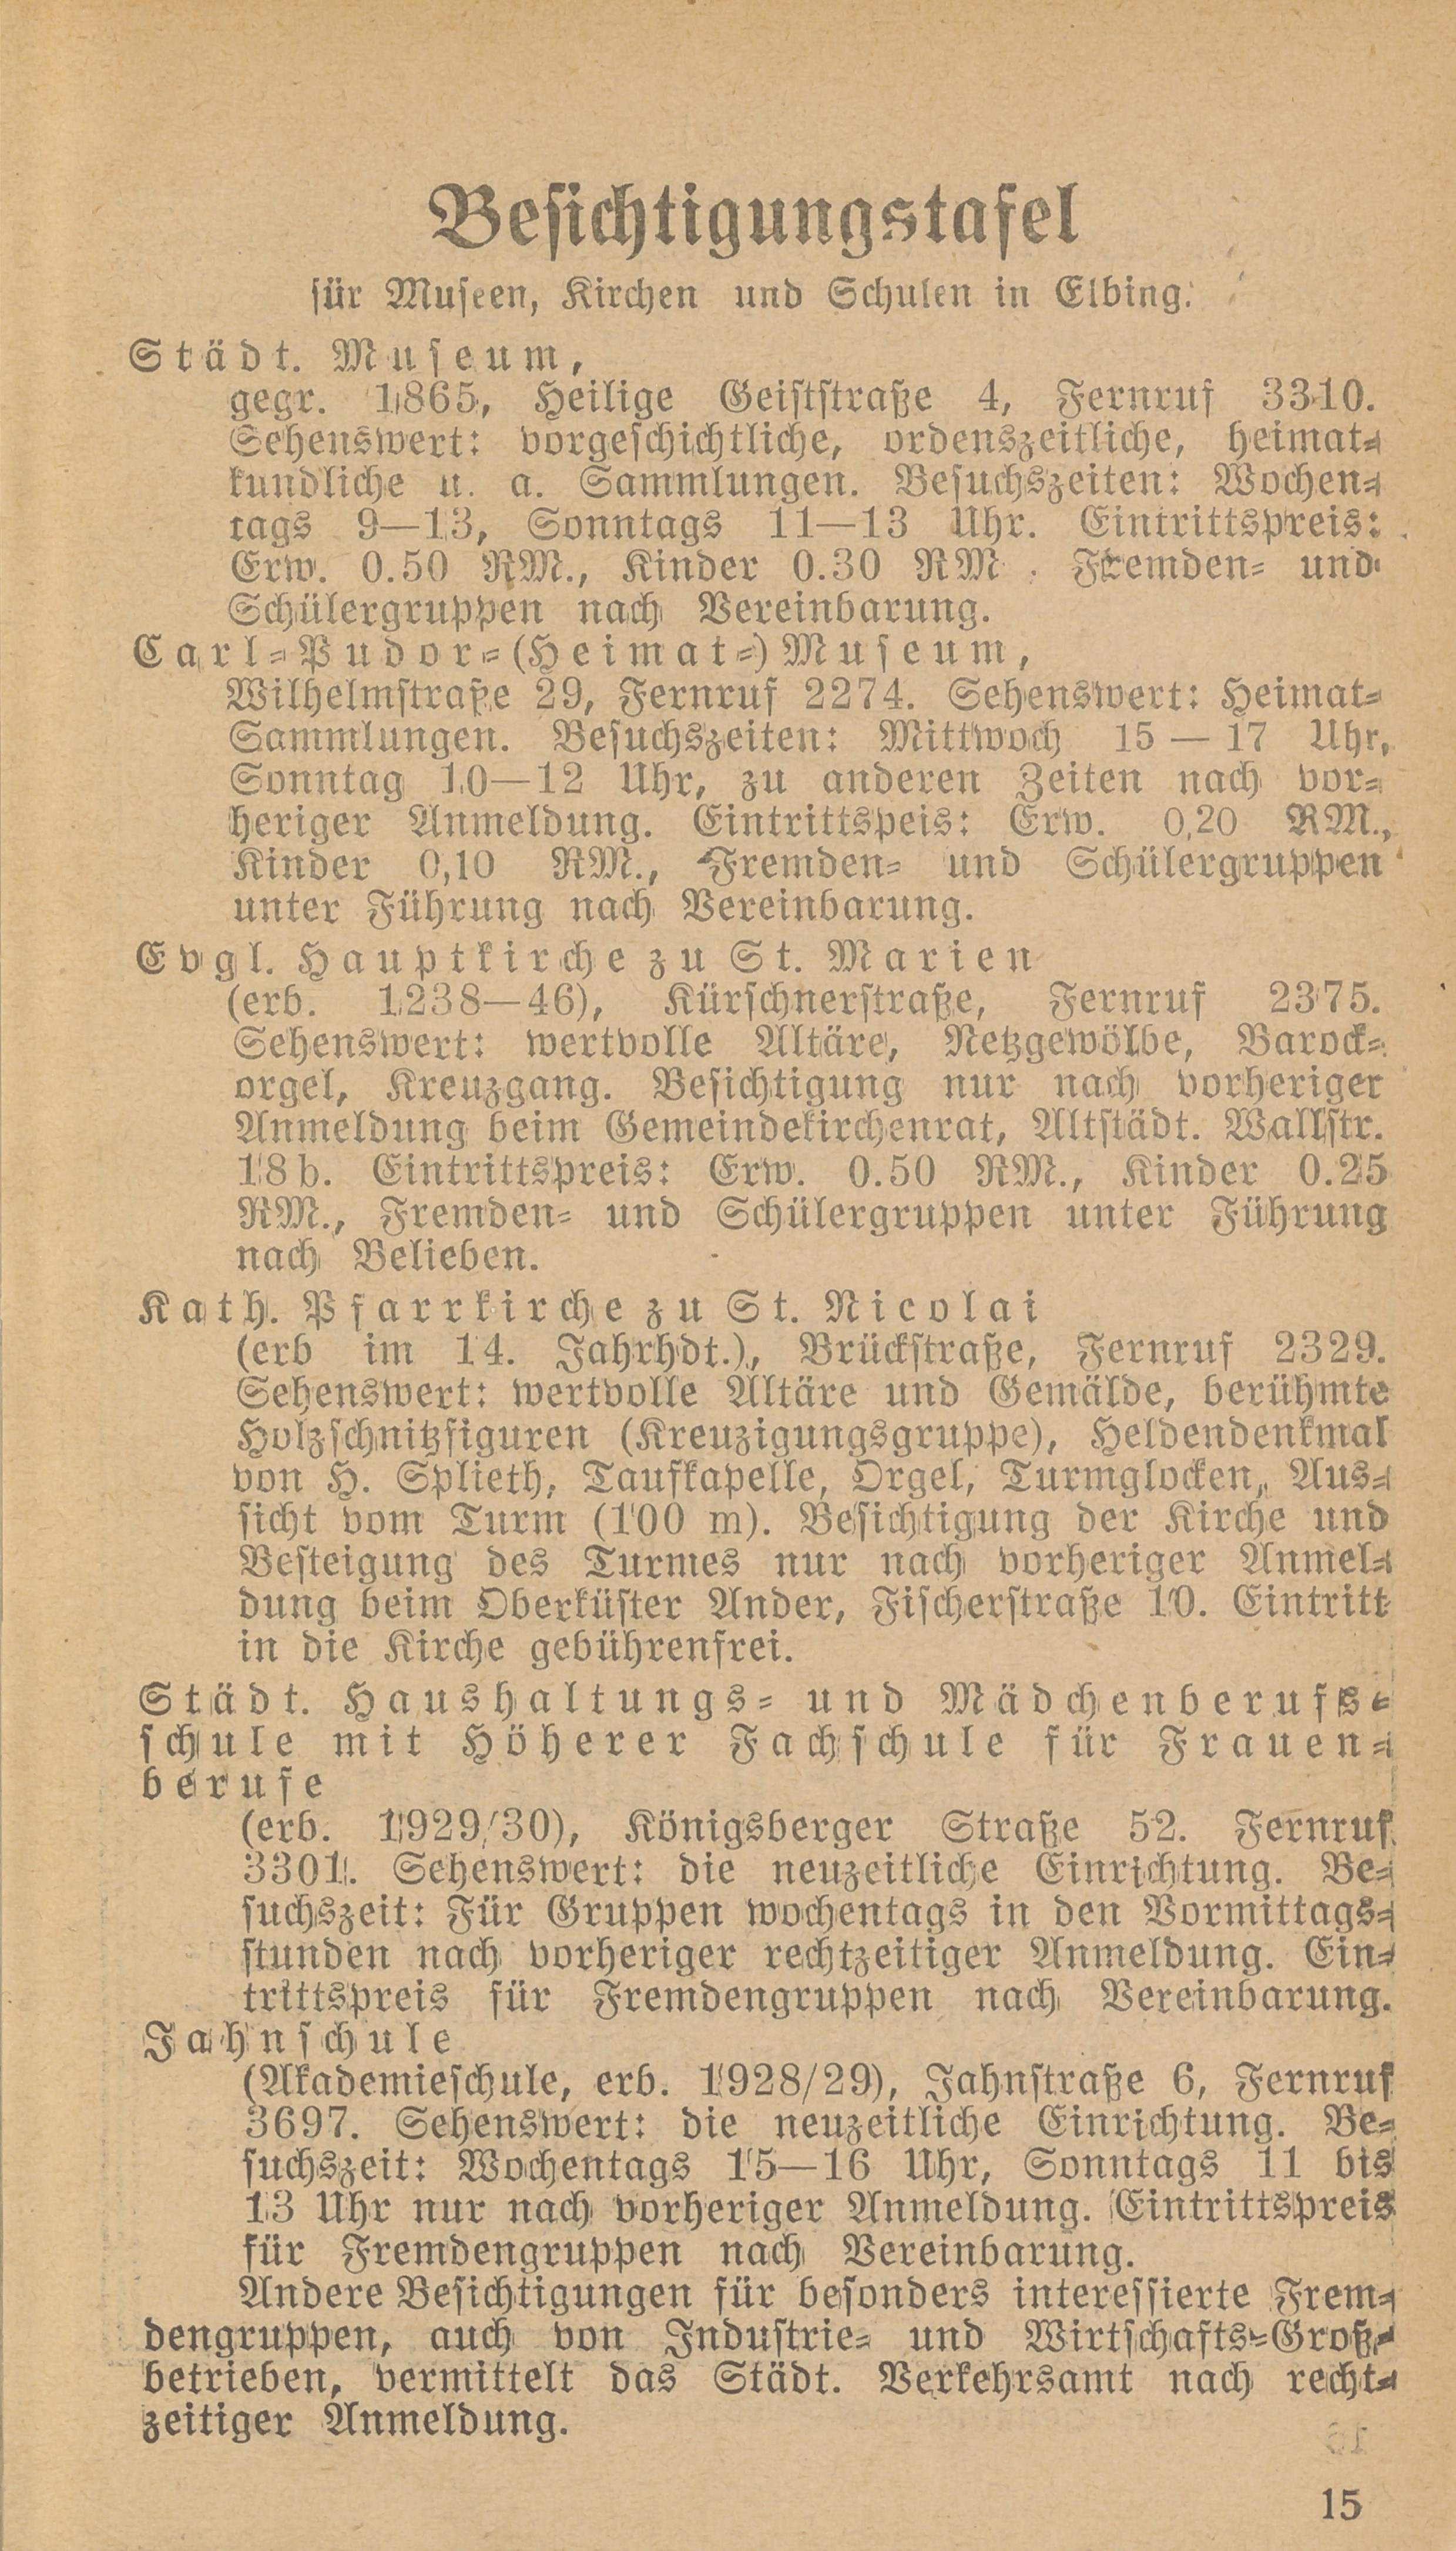 Besichtigungstafel
für Museen, Kirchen und Schulen in Elbing.
Städt. Museum,
gegr. 1865, Heilige Geiststraße 4, Fernruf 3310.
Sehenswert: vorgeschichtliche, ordenszeitliche, heimat-
kundliche u. a. Sammlungen. Besuchszeiten: Wochen-
tags 9—13, Sonntags 11—13 Uhr. Eintrittspreis:
Erw. 0.50 RM., Kinder 0.30 RM. Fremden- und
Schülergruppen nach Vereinbarung.
Carl-Pudor-(Heimat-)Museum,
Wilhelmstraße 29, Fernruf 2274. Sehenswert: Heimat-
Sammlungen. Besuchszeiten: Mittwoch 15 — 17 Uhr,
Sonntag 10—12 Uhr, zu anderen Zeiten nach vor-
heriger Anmeldung. Eintrittspeis: Erw. 0,20 RM.,
Kinder 0,10 RM., Fremden- und Schülergruppen
unter Führung nach Vereinbarung.
Evgl. Hauptkirche zu St. Marien
(erb. 1238—46), Kürschnerstraße, Fernruf 2375.
Sehenswert: wertvolle Altäre, Netzgewölbe, Barock-
orgel, Kreuzgang. Besichtigung nur nach vorheriger
Anmeldung beim Gemeindekirchenrat, Altstädt. Wallstr.
18 b. Eintrittspreis: Erw. 0.50 RM., Kinder 0.25
RM., Fremden- und Schülergruppen unter Führung
nach Belieben.
Kath. Pfarrkirche zu St. Nicolai
(erb im 14. Jahrhdt.), Brückstraße, Fernruf 2329.
Sehenswert: wertvolle Altäre und Gemälde, berühmte
Holzschnitzfiguren (Kreuzigungsgruppe), Heldendenkmal
von H. Splieth, Taufkapelle, Orgel, Turmglocken, Aus-
sicht vom Turm (100 m). Besichtigung der Kirche und
Besteigung des Turmes nur nach vorheriger Anmel-
dung beim Oberküster Ander, Fischerstraße 10. Eintritt
in die Kirche gebührenfrei.
Städt. Haushaltungs- und Mädchenberufs-
schule mit Höherer Fachschule für Frauen-
berufe
(erb. 1929/30), Königsberger Straße 52. Fernruf
3301. Sehenswert: die neuzeitliche Einrichtung. Be-
suchszeit: Für Gruppen wochentags in den Vormittags-
stunden nach vorheriger rechtzeitiger Anmeldung. Ein-
trittspreis für Fremdengruppen nach Vereinbarung.
Jahnschule
(Akademieschule, erb. 1928/29), Jahnstraße 6, Fernruf
3697. Sehenswert: die neuzeitliche Einrichtung. Be-
suchszeit: Wochentags 15—16 Uhr, Sonntags 11 bis
13 Uhr nur nach vorheriger Anmeldung. Eintrittspreis
für Fremdengruppen nach Vereinbarung.
Andere Besichtigungen für besonders interessierte Frem-
dengruppen, auch von Industrie- und Wirtschafts-Groß-
betrieben, vermittelt das Städt. Verkehrsamt nach recht-
zeitiger Anmeldung.
15